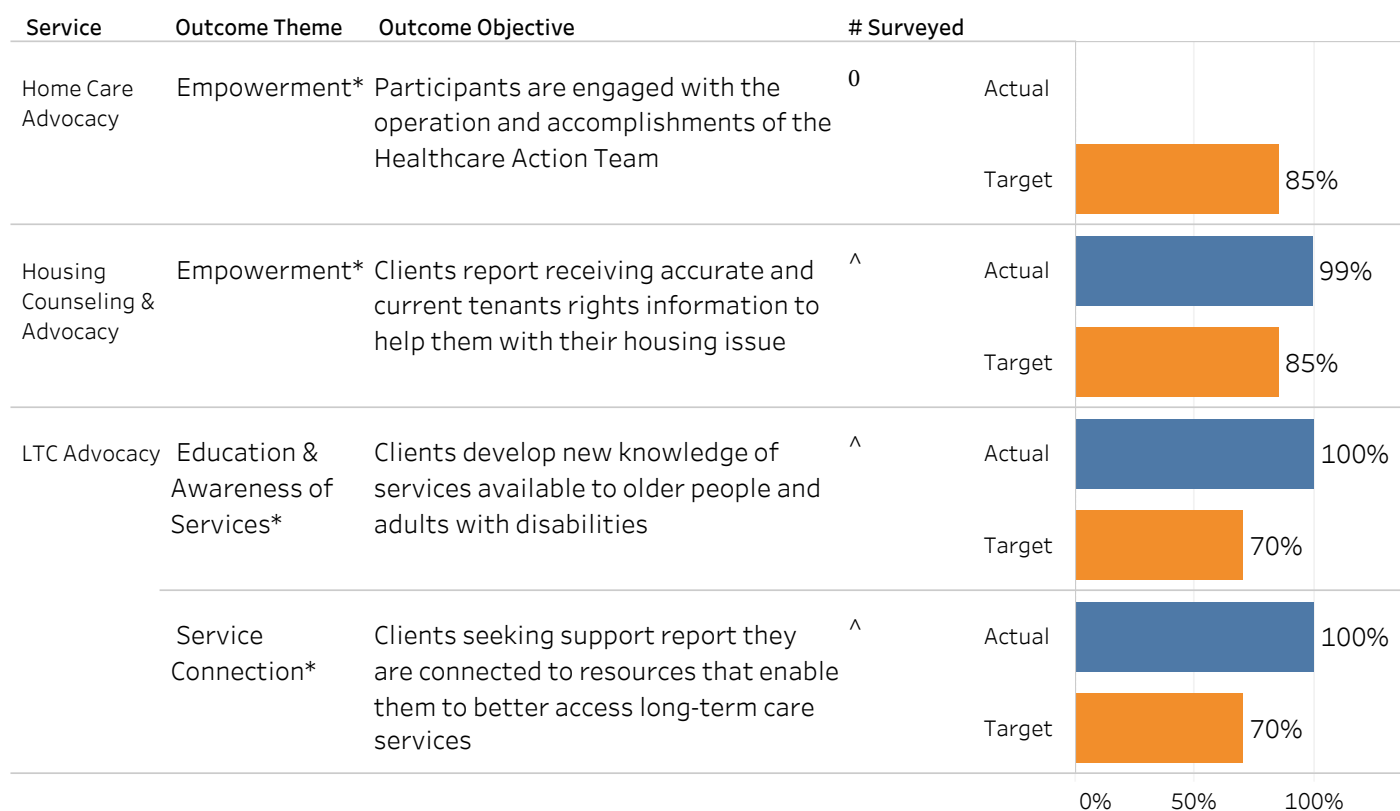 Service Outcome Theme Outcome Objective # Surveyed
Home Care Advocacy
Empowerment*
Participants are engaged with the
operation and accomplishments of the
Healthcare Action Team
0
Actual
Target
85%
Housing
Counseling &
Advocacy
Empowerment*
Clients report receiving accurate and
current tenants rights information to
help them with their housing issue
^
Actual
99%
Target
85%
LTC Advocacy
Education &
Awareness of
Services*
Clients develop new knowledge of
services available to older people and
adults with disabilities
^
Actual
100%
Target
70%
Service
Connection*
Clients seeking support report they
are connected to resources that enable
them to better access long-term care
services
^
Actual
100%
Target
70%
0% 50% 100%